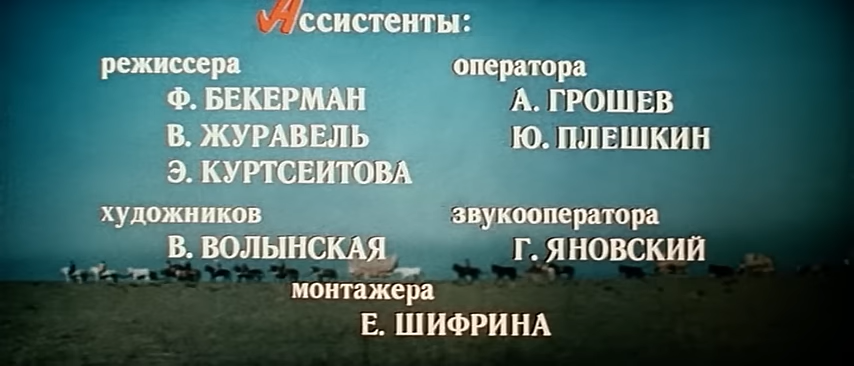 Ассистенты:
режиссера
Ф. БЕКЕРМАН
В. ЖУРАВЕЛЬ
Э. КУРТСЕИТОВА
оператора
А. ГРОШЕВ
Ю. ПЛЕШКИН
художников
В. ВОЛЫНСКАЯ
звукооператора
Г. ЯНОВСКИЙ
монтажера
Е. ШИФРИНА